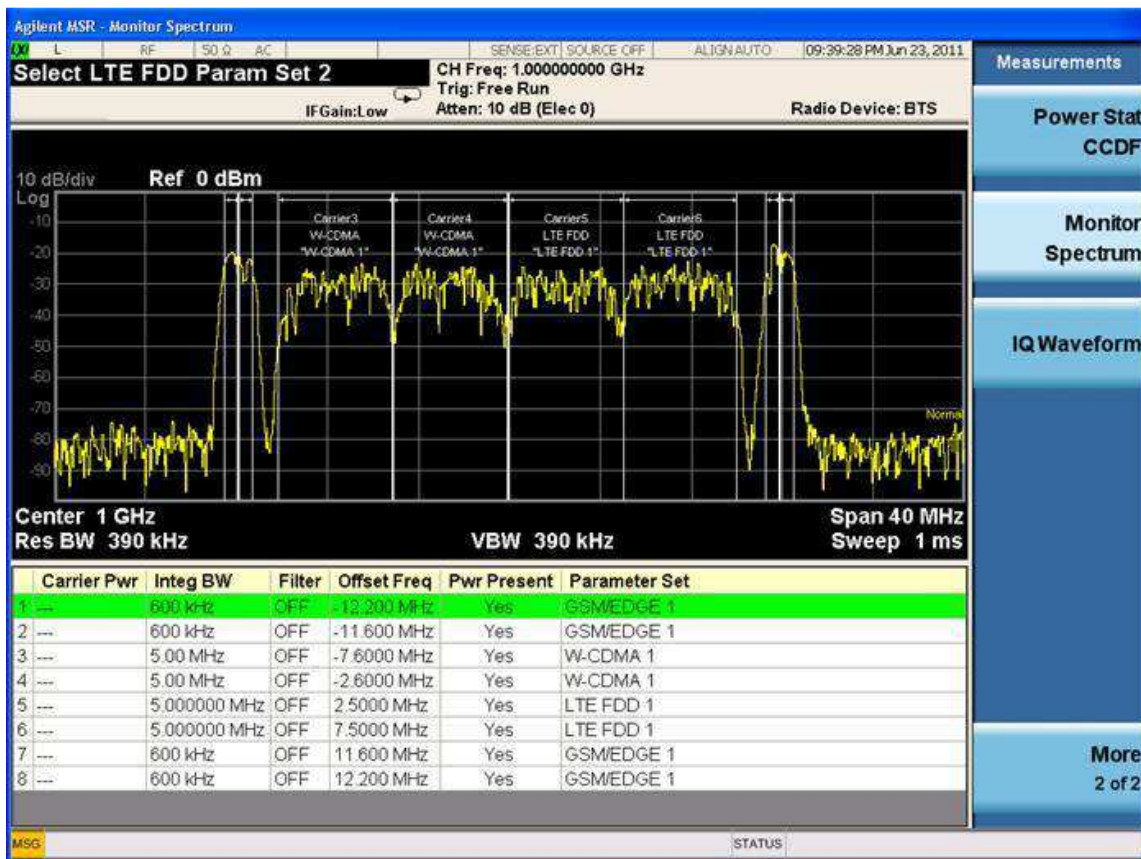 Agilent MSR - Monitor Spectrum
L RF 50 Ω AC SENSE:EXT SOURCE OFF ALIGN AUTO 09:39:28 PM Jun 23, 2011
Select LTE FDD Param Set 2
CH Freq: 1.000000000 GHz
Trig: Free Run
IFGain:Low Atten: 10 dB (Elec 0) Radio Device: BTS
10 dB/div Ref 0 dBm
Log
-10
-20
-30
-40
-50
-60
-70
-80
-90
Carrier3 Carrier4 Carrier5 Carrier6
W-CDMA W-CDMA LTE FDD LTE FDD
"W-CDMA 1" "W-CDMA 1" "LTE FDD 1" "LTE FDD 1"
Normal
Center 1 GHz Span 40 MHz
Res BW 390 kHz VBW 390 kHz Sweep 1 ms
Carrier Pwr Integ BW Filter Offset Freq Pwr Present Parameter Set
1 --- 600 kHz OFF -12.200 MHz Yes GSM/EDGE 1
2 --- 600 kHz OFF -11.600 MHz Yes GSM/EDGE 1
3 --- 5.00 MHz OFF -7.6000 MHz Yes W-CDMA 1
4 --- 5.00 MHz OFF -2.6000 MHz Yes W-CDMA 1
5 --- 5.000000 MHz OFF 2.5000 MHz Yes LTE FDD 1
6 --- 5.000000 MHz OFF 7.5000 MHz Yes LTE FDD 1
7 --- 600 kHz OFF 11.600 MHz Yes GSM/EDGE 1
8 --- 600 kHz OFF 12.200 MHz Yes GSM/EDGE 1
MSG STATUS
Measurements
Power Stat
CCDF
Monitor
Spectrum
IQ Waveform
More
2 of 2